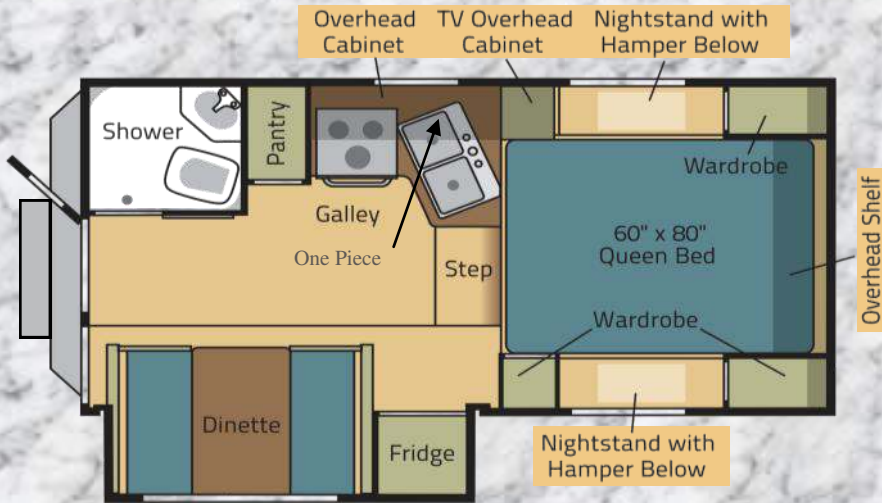 Overhead
Cabinet
TV Overhead
Cabinet
Nightstand with
Hamper Below
Shower
Pantry
Wardrobe
Galley
One Piece
Step
60" x 80"
Queen Bed
Overhead Shelf
Wardrobe
Dinette
Fridge
Nightstand with
Hamper Below